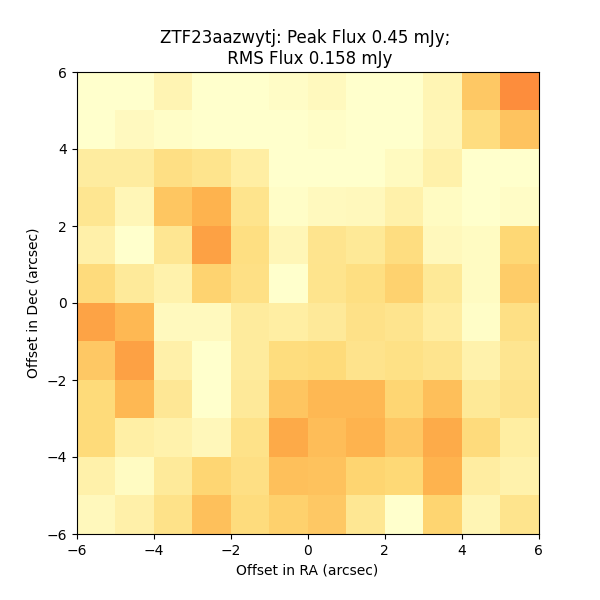 ZTF23aazwytj: Peak Flux 0.45 mJy;
RMS Flux 0.158 mJy
6
4
2
0
−2
−4
−6
Offset in Dec (arcsec)
−6 −4 −2 0 2 4 6
Offset in RA (arcsec)